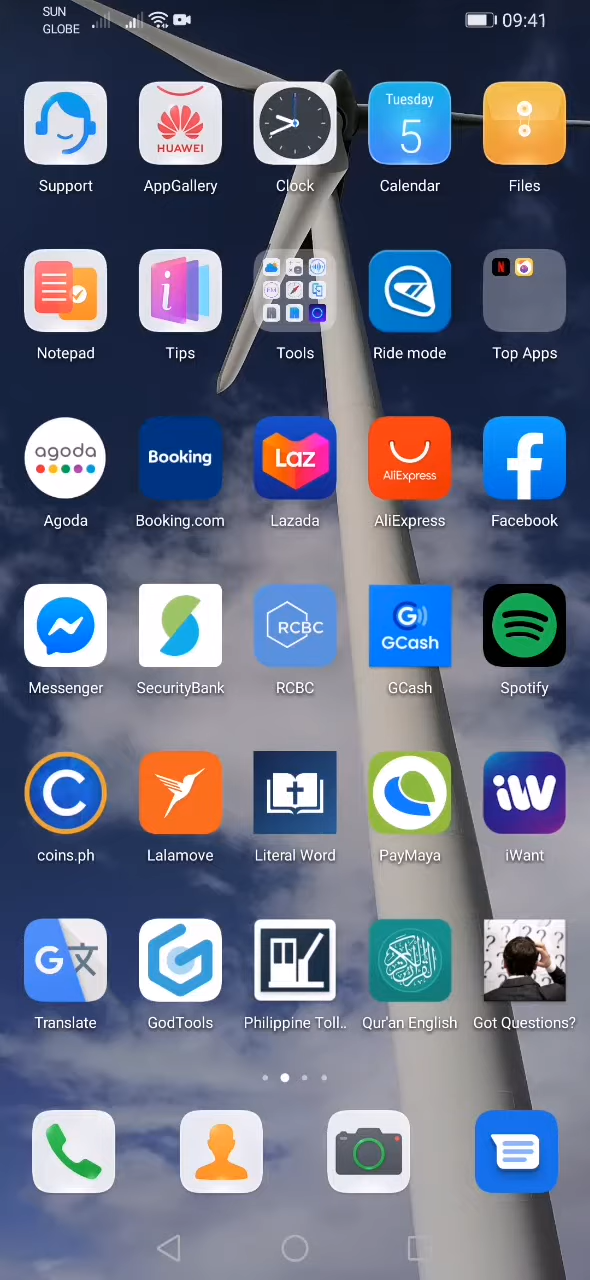 SUN
GLOBE
09:41
Tuesday
5
HUAWEI
Support
AppGallery
Clock
Calendar
Files
Notepad
Tips
Tools
Ride mode
Top Apps
agoda
Booking
Laz
AliExpress
Agoda
Booking.com
Lazada
AliExpress
Facebook
RCBC
GCash
Messenger
SecurityBank
RCBC
GCash
Spotify
iW
coins.ph
Lalamove
Literal Word
PayMaya
iWant
G 文
Translate
GodTools
Philippine Toll..
Qur'an English
Got Questions?